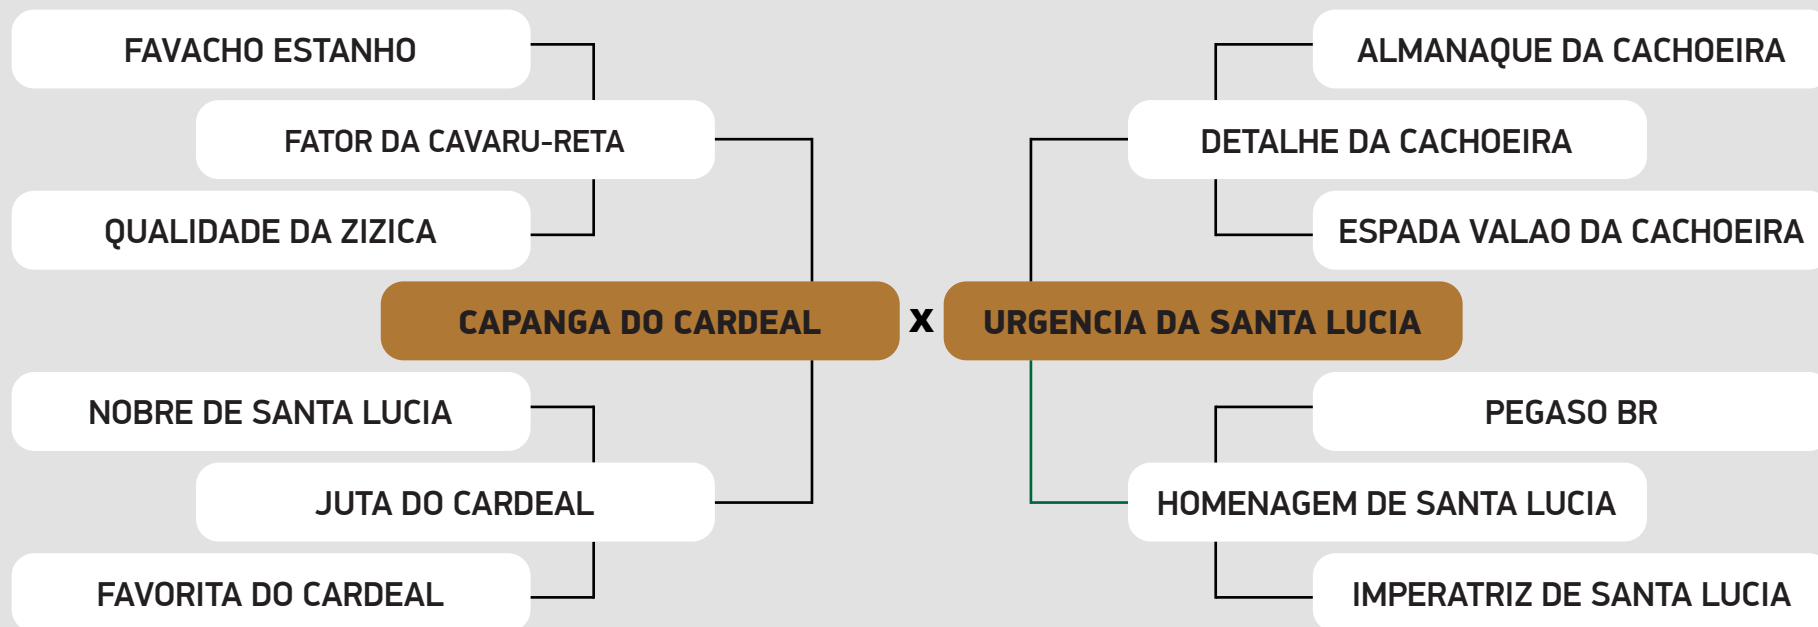 FAVACHO ESTANHO
ALMANAQUE DA CACHOEIRA
FATOR DA CAVARU-RETA
DETALHE DA CACHOEIRA
QUALIDADE DA ZIZICA
ESPADA VALAO DA CACHOEIRA
CAPANGA DO CARDEAL x URGENCIA DA SANTA LUCIA
NOBRE DE SANTA LUCIA
PEGASO BR
JUTA DO CARDEAL
HOMENAGEM DE SANTA LUCIA
FAVORITA DO CARDEAL
IMPERATRIZ DE SANTA LUCIA